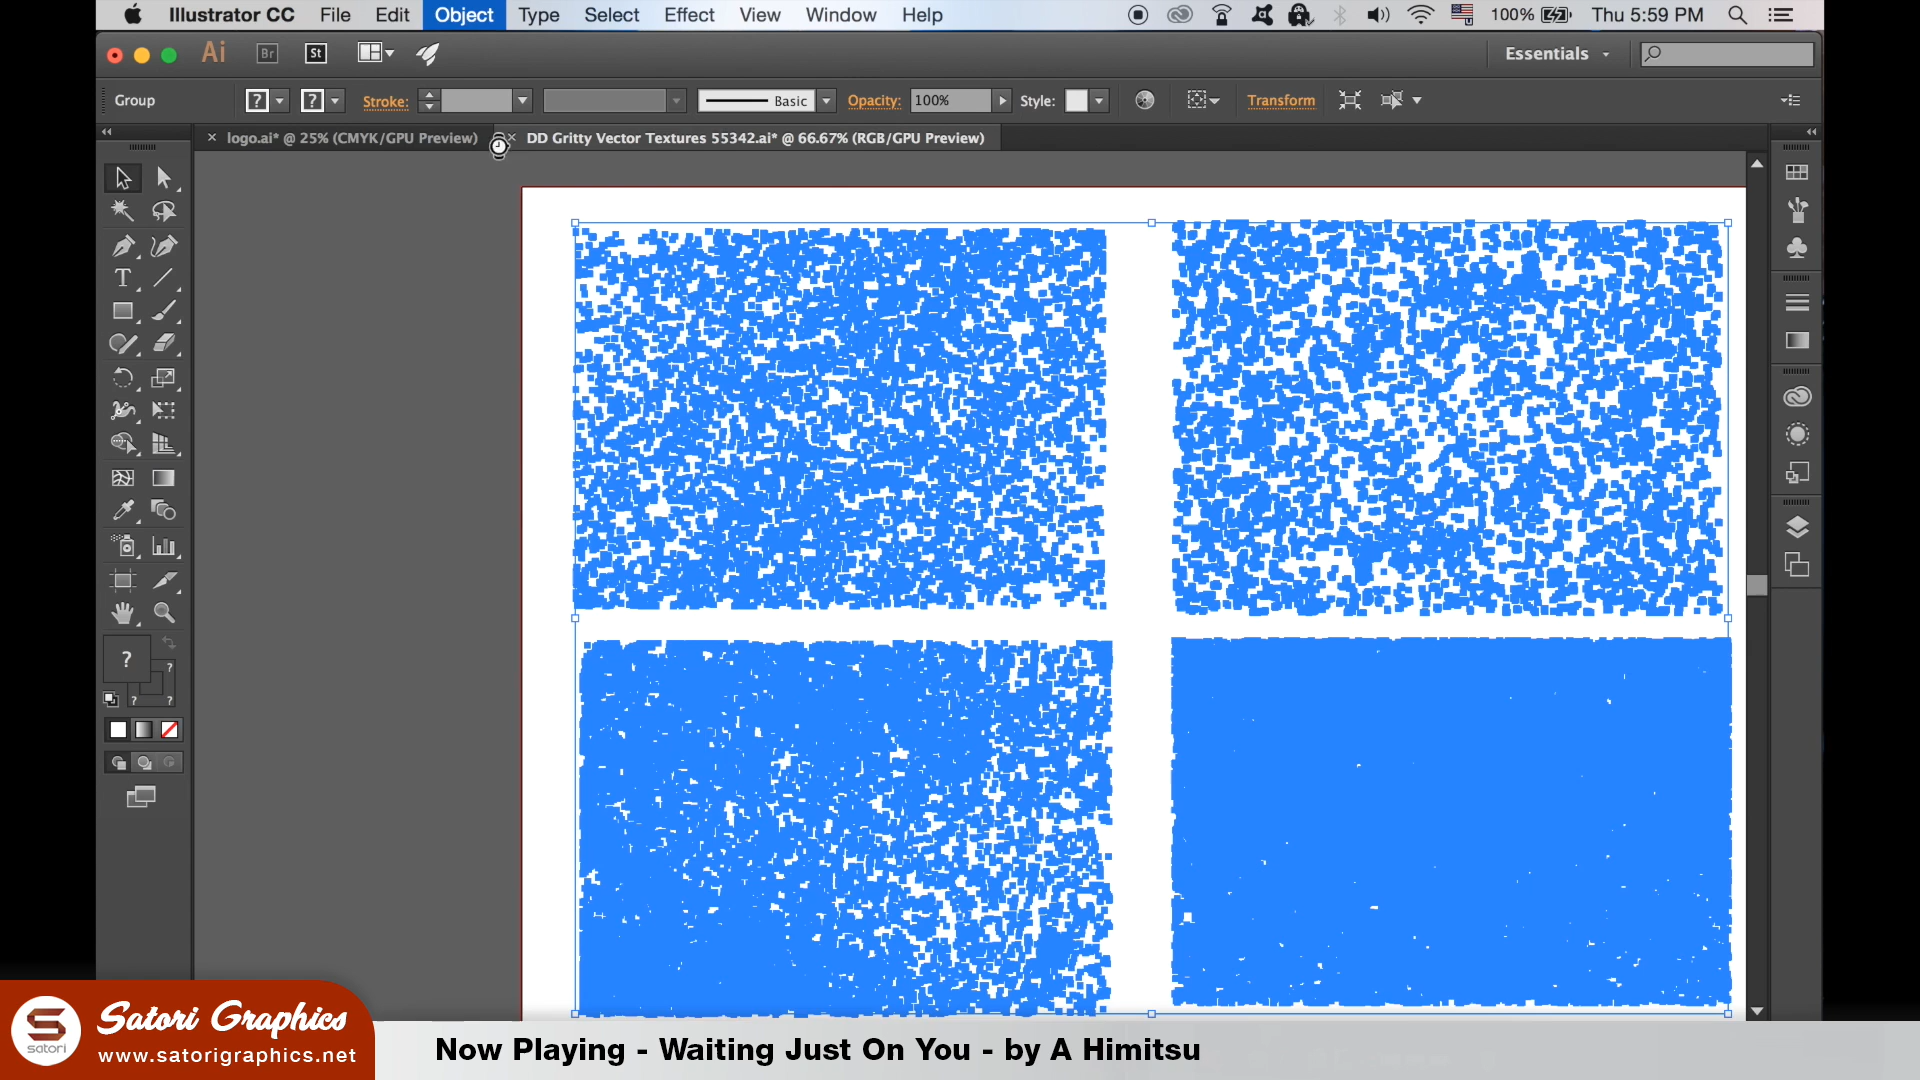 Illustrator CC File Edit Object Type Select Effect View Window Help 100% Thu 5:59 PM
Ai Br St Essentials
Group ? ? Stroke: Basic Opacity: 100% Style: Transform
× logo.ai* @ 25% (CMYK/GPU Preview) × DD Gritty Vector Textures 55342.ai* @ 66.67% (RGB/GPU Preview)
T
? ?
? ?
Satori Graphics
satori
www.satorigraphics.net
Now Playing - Waiting Just On You - by A Himitsu